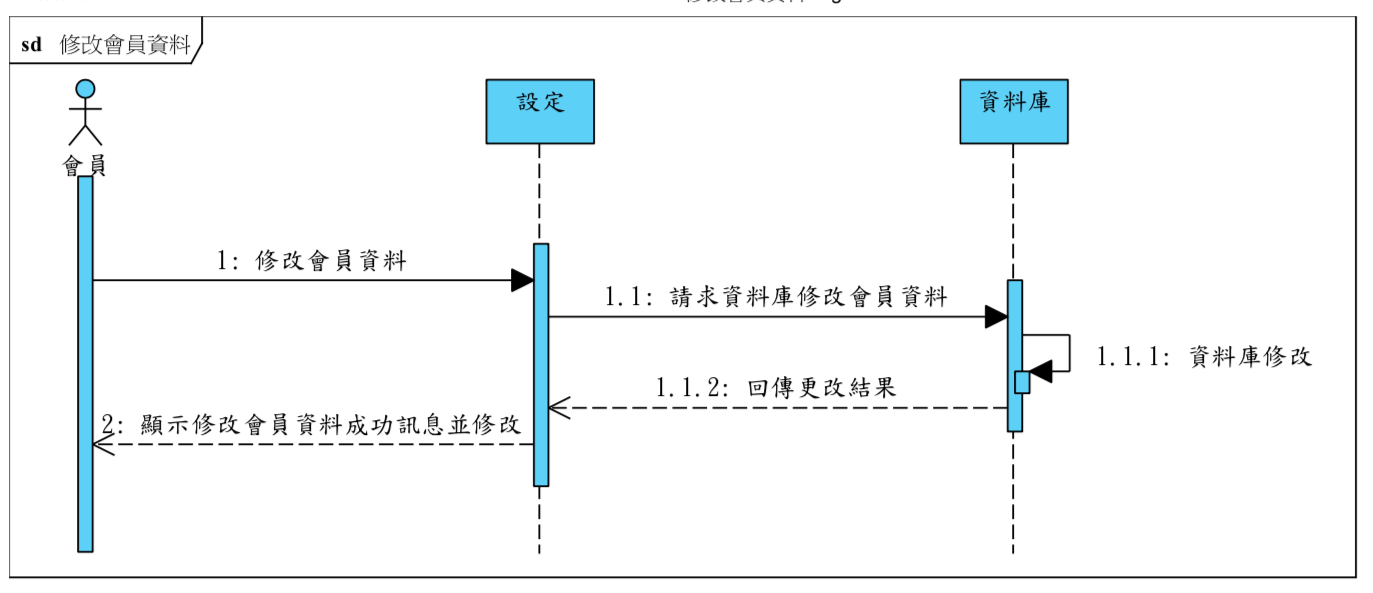 sd 修改會員資料
會員
設定
資料庫
1: 修改會員資料
1.1: 請求資料庫修改會員資料
1.1.1: 資料庫修改
1.1.2: 回傳更改結果
2: 顯示修改會員資料成功訊息並修改